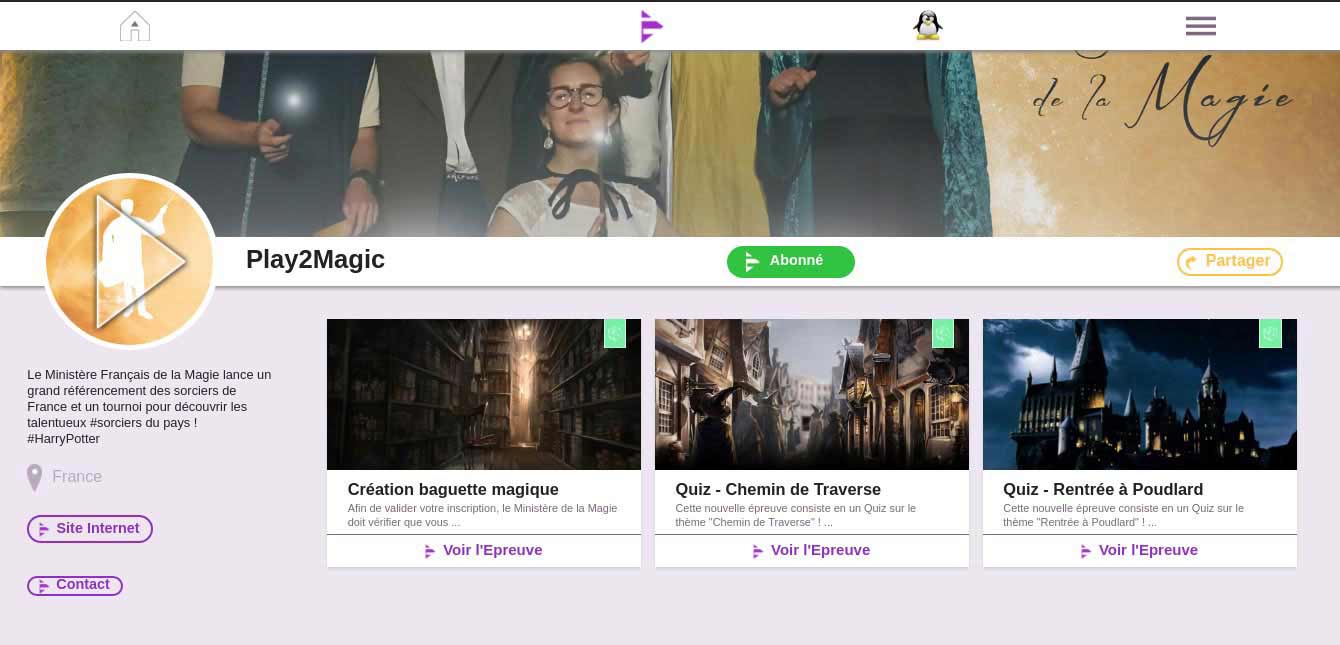 de la Magie
Play2Magic
Abonné
Partager
Le Ministère Français de la Magie lance un
grand référencement des sorciers de
France et un tournoi pour découvrir les
talentueux #sorciers du pays !
#HarryPotter
France
Site Internet
Contact
Création baguette magique
Afin de valider votre inscription, le Ministère de la Magie
doit vérifier que vous ...
Voir l'Epreuve
Quiz - Chemin de Traverse
Cette nouvelle épreuve consiste en un Quiz sur le
thème "Chemin de Traverse" ! ...
Voir l'Epreuve
Quiz - Rentrée à Poudlard
Cette nouvelle épreuve consiste en un Quiz sur le
thème "Rentrée à Poudlard" ! ...
Voir l'Epreuve